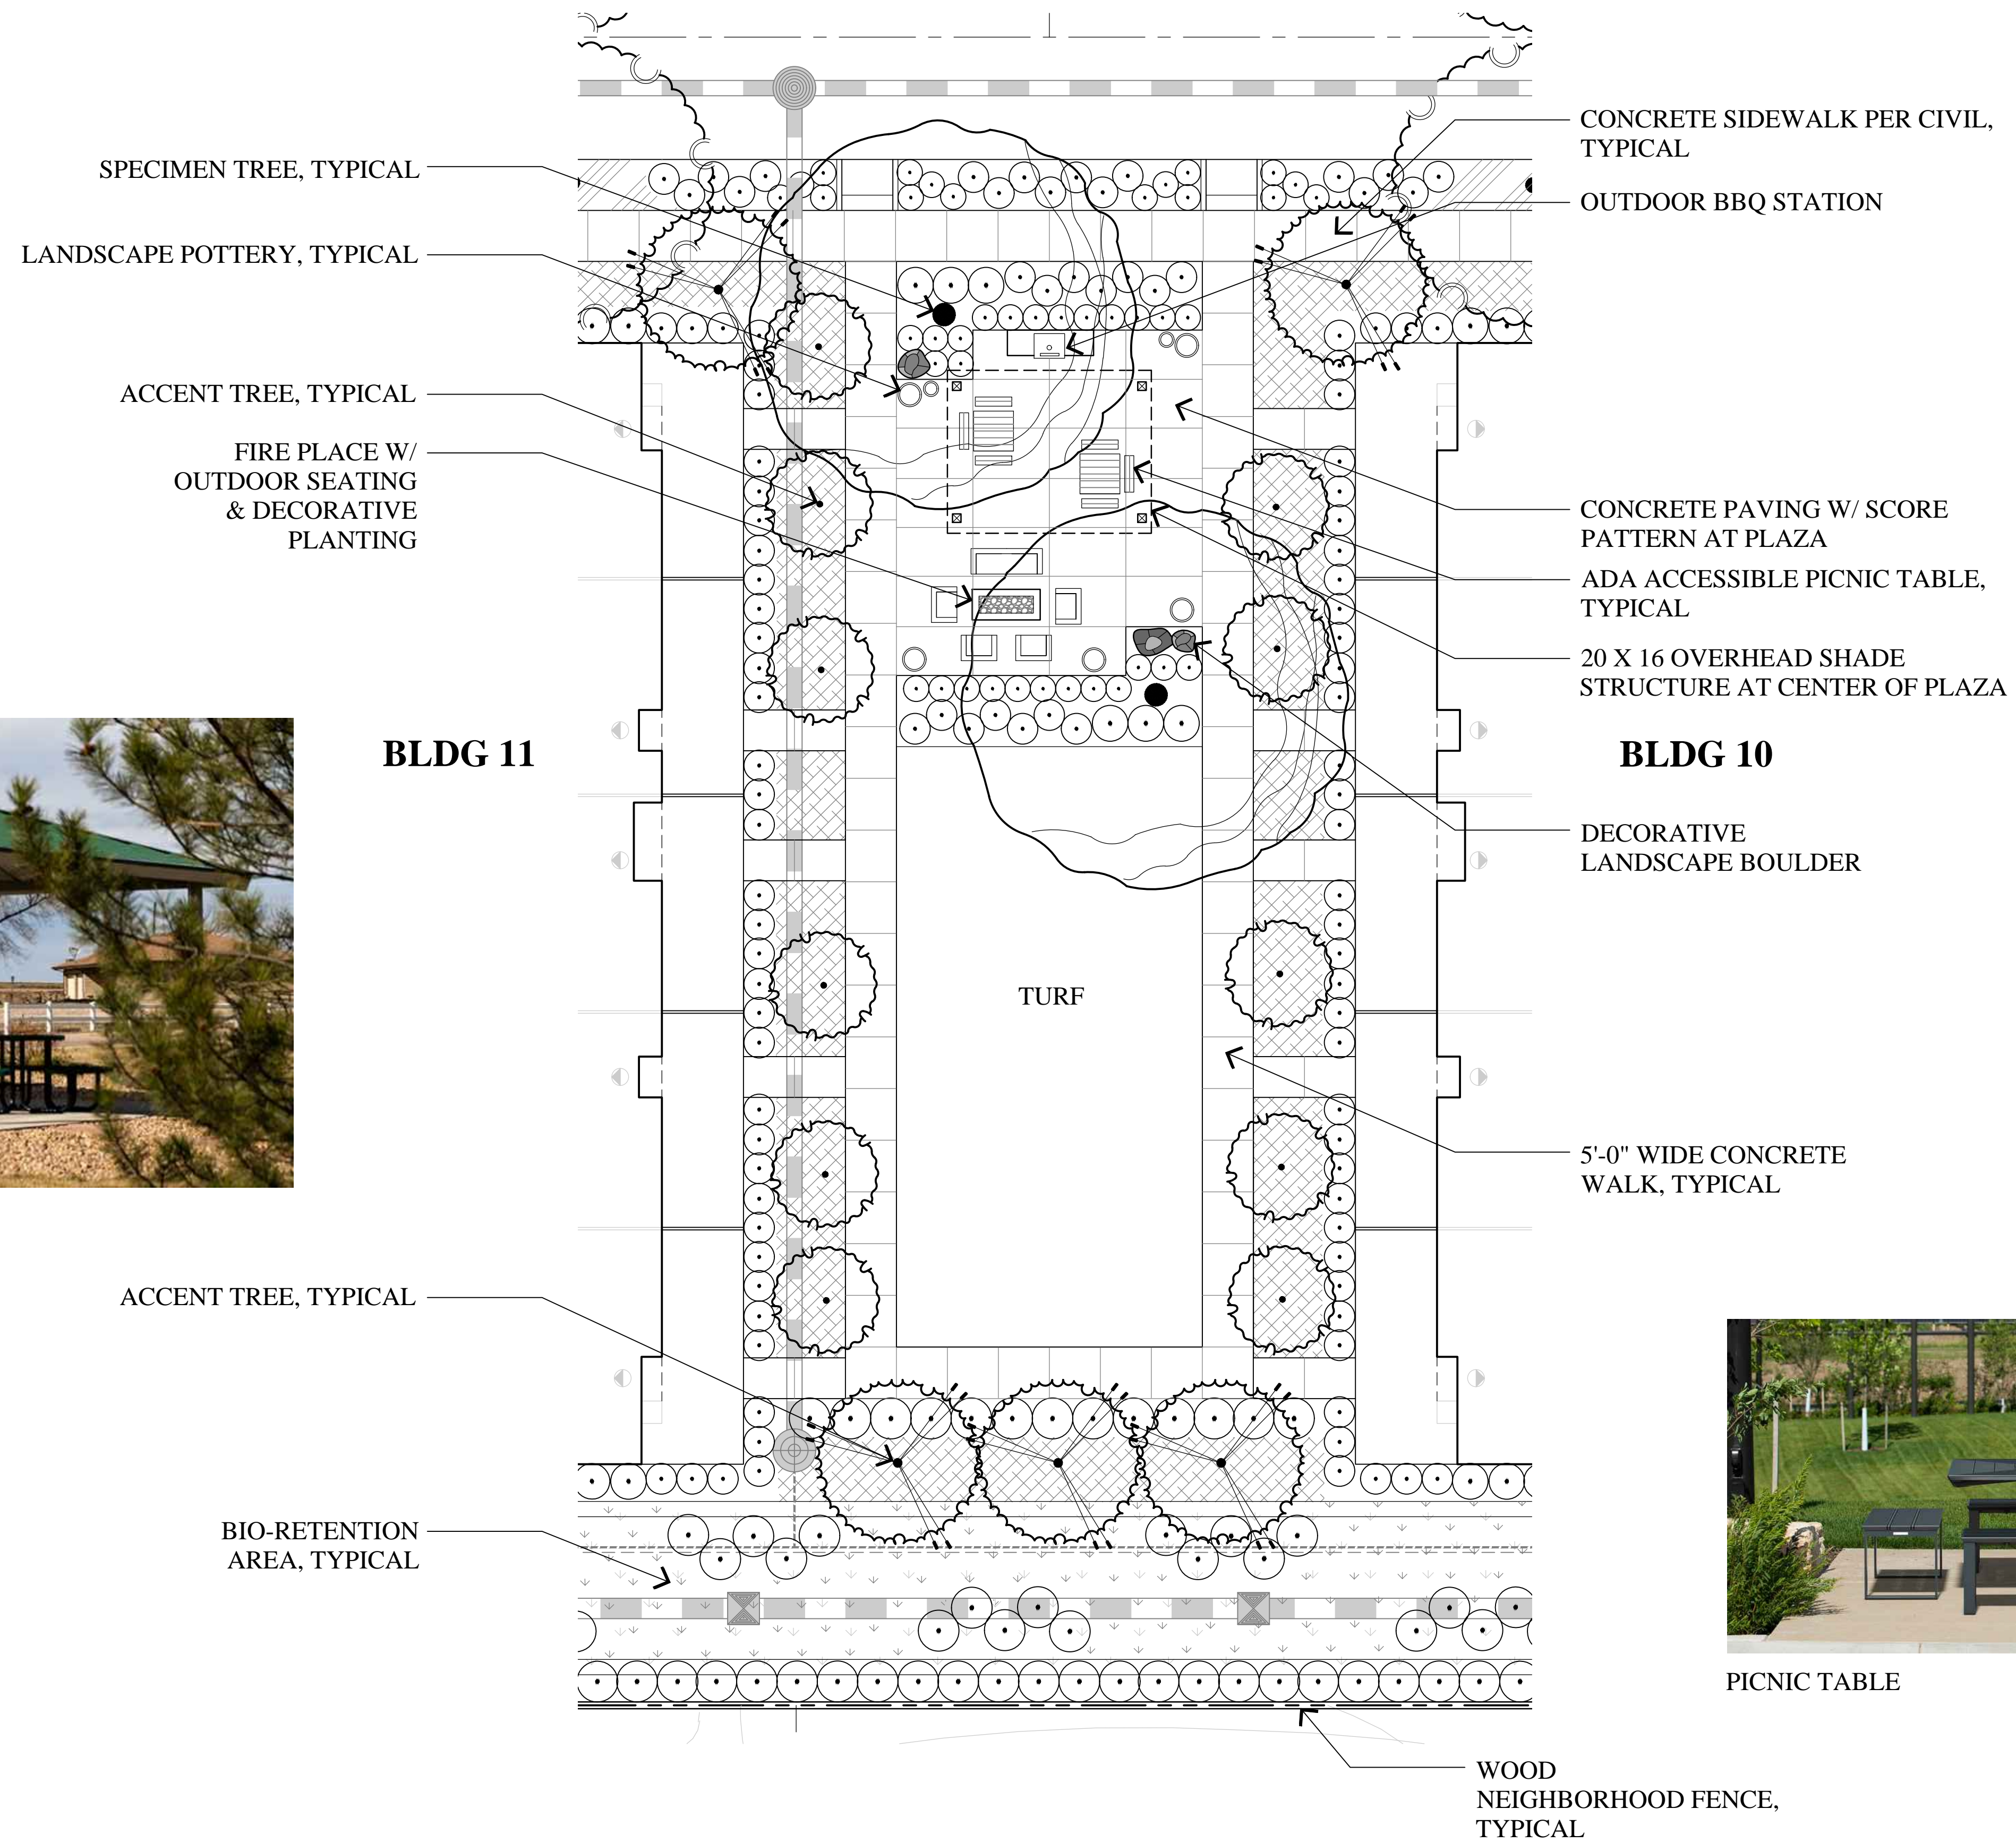 SPECIMEN TREE, TYPICAL
LANDSCAPE POTTERY, TYPICAL
ACCENT TREE, TYPICAL
FIRE PLACE W/
OUTDOOR SEATING
& DECORATIVE
PLANTING
BLDG 11
ACCENT TREE, TYPICAL
BIO-RETENTION
AREA, TYPICAL
TURF
CONCRETE SIDEWALK PER CIVIL,
TYPICAL
OUTDOOR BBQ STATION
CONCRETE PAVING W/ SCORE
PATTERN AT PLAZA
ADA ACCESSIBLE PICNIC TABLE,
TYPICAL
20 X 16 OVERHEAD SHADE
STRUCTURE AT CENTER OF PLAZA
BLDG 10
DECORATIVE
LANDSCAPE BOULDER
5'-0" WIDE CONCRETE
WALK, TYPICAL
PICNIC TABLE
WOOD
NEIGHBORHOOD FENCE,
TYPICAL